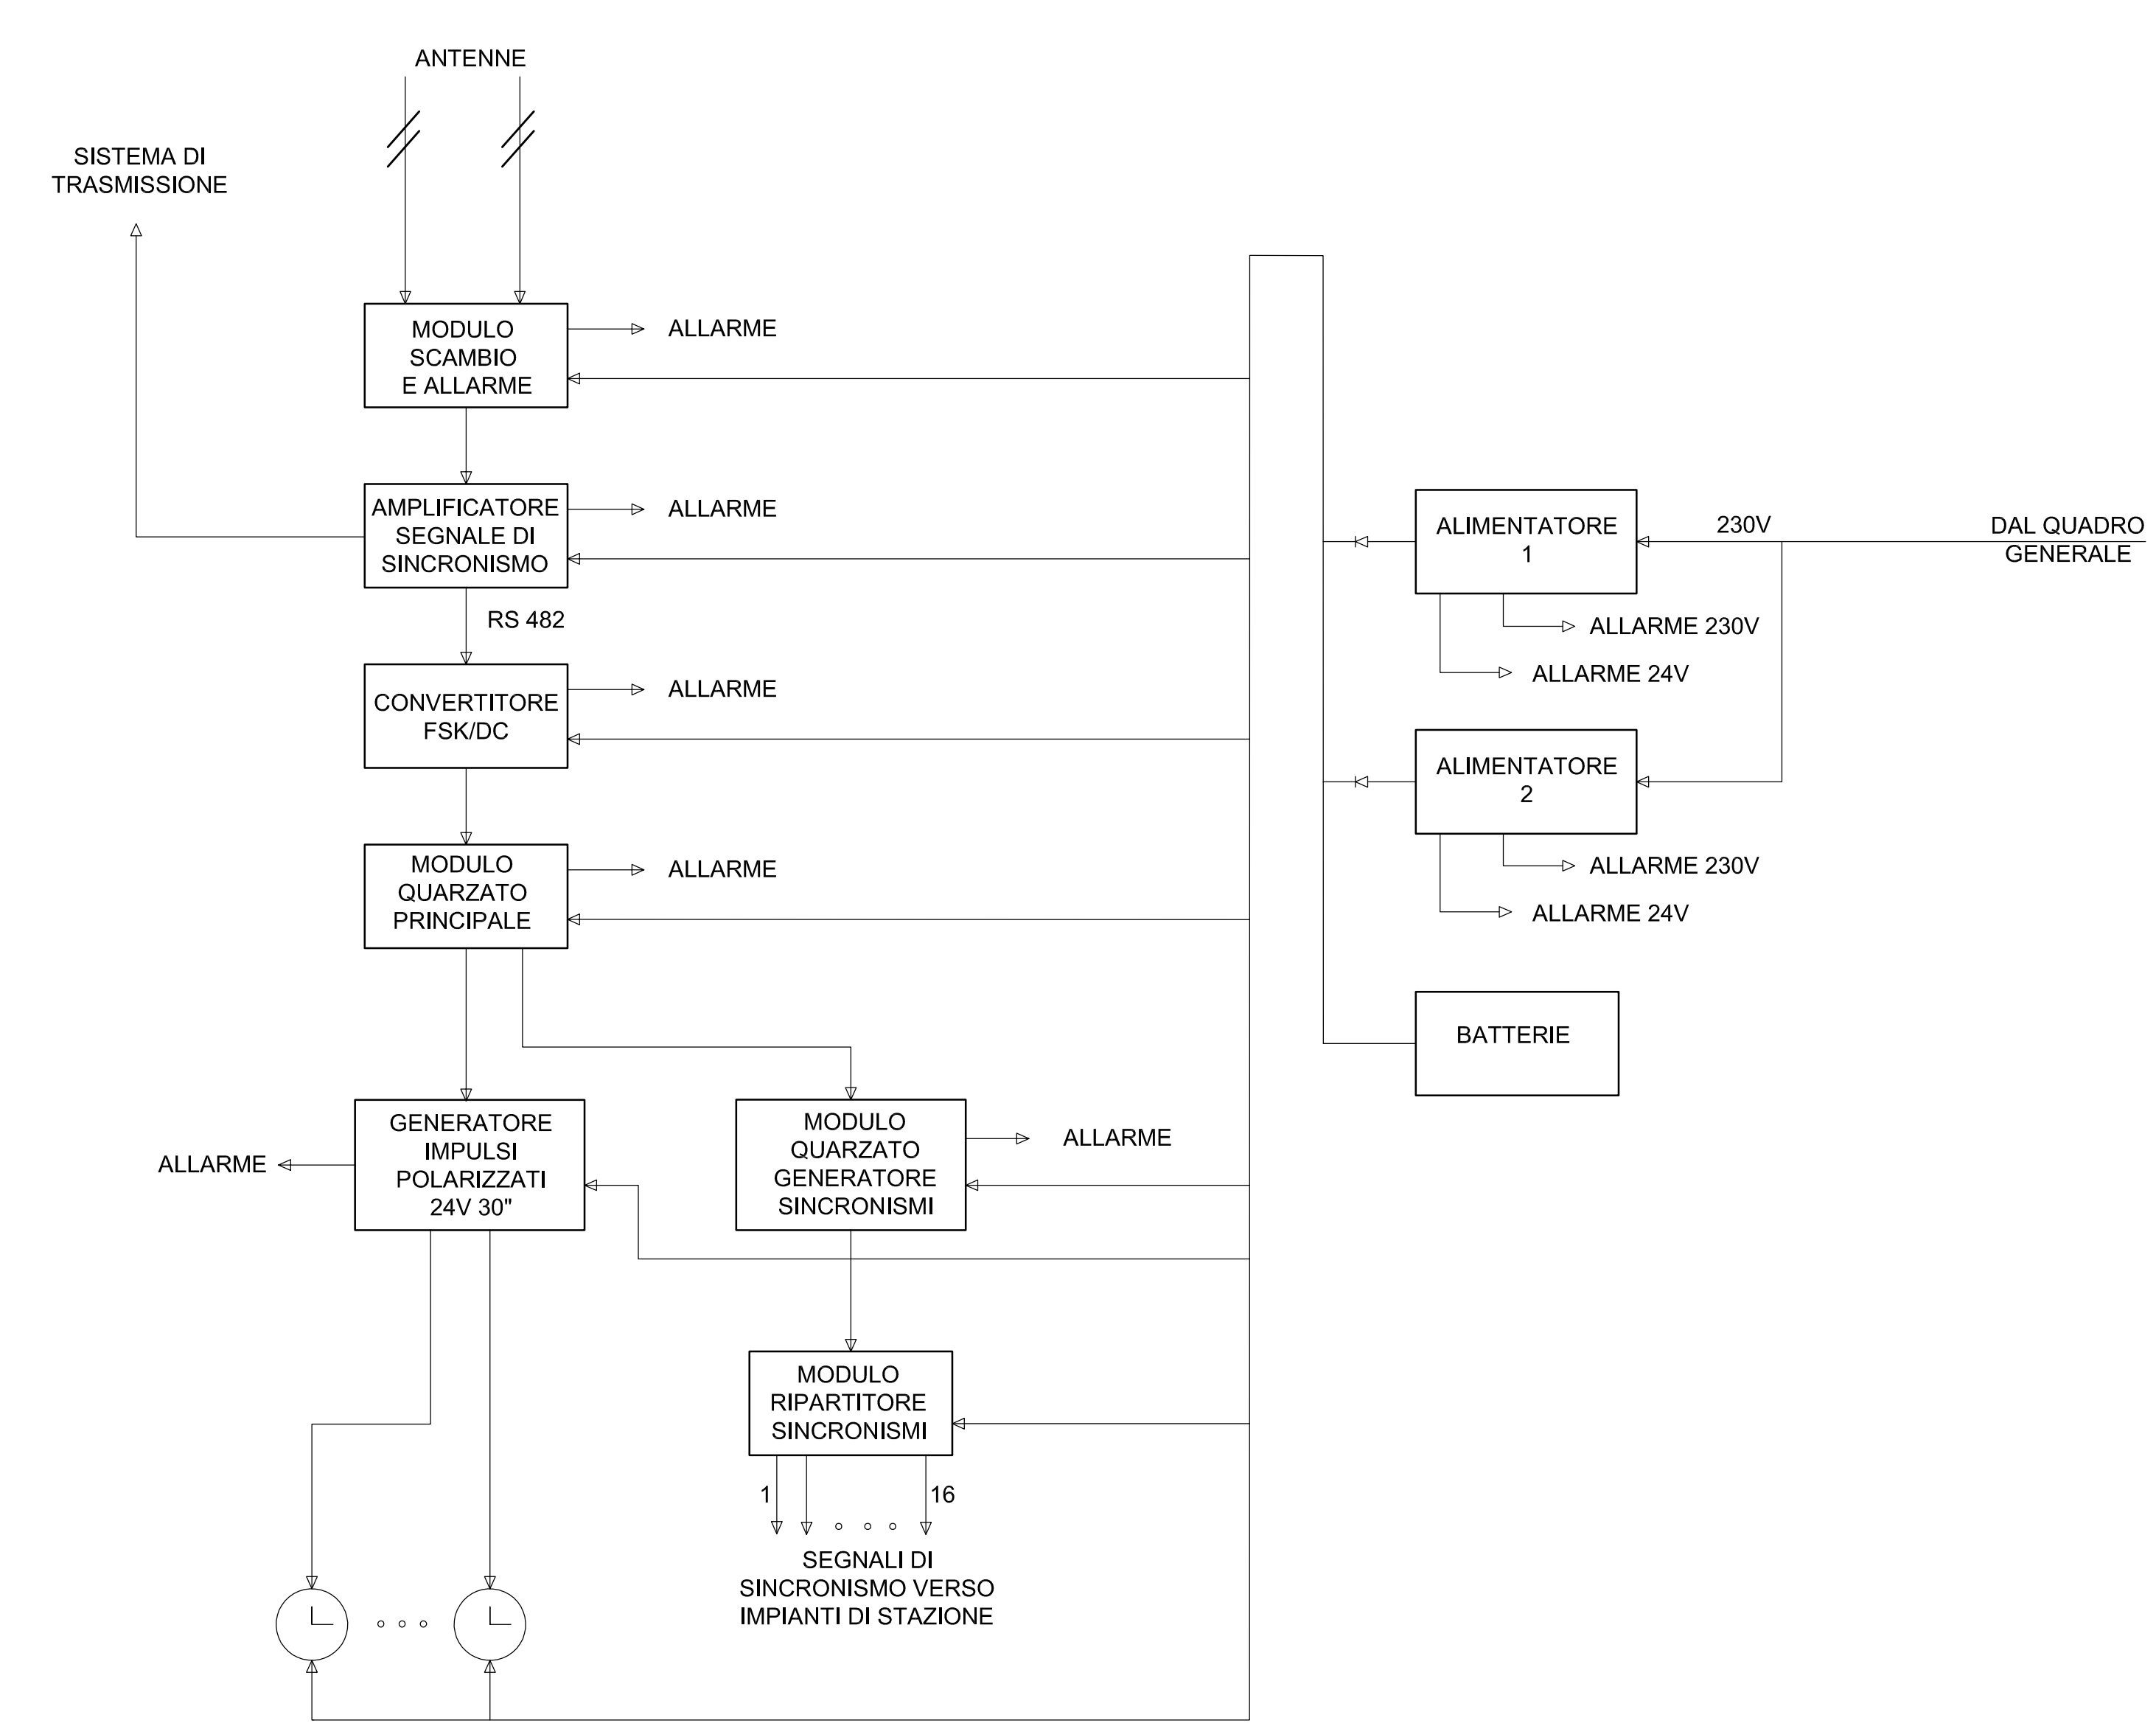 ANTENNE
SISTEMA DI
TRASMISSIONE
MODULO
SCAMBIO
E ALLARME
ALLARME
AMPLIFICATORE
SEGNALE DI
SINCRONISMO
ALLARME
RS 482
CONVERTITORE
FSK/DC
ALLARME
MODULO
QUARZATO
PRINCIPALE
ALLARME
GENERATORE
IMPULSI
POLARIZZATI
24V 30"
ALLARME
MODULO
QUARZATO
GENERATORE
SINCRONISMI
ALLARME
MODULO
RIPARTITORE
SINCRONISMI
1
16
SEGNALI DI
SINCRONISMO VERSO
IMPIANTI DI STAZIONE
ALIMENTATORE
1
230V
DAL QUADRO
GENERALE
ALLARME 230V
ALLARME 24V
ALIMENTATORE
2
ALLARME 230V
ALLARME 24V
BATTERIE